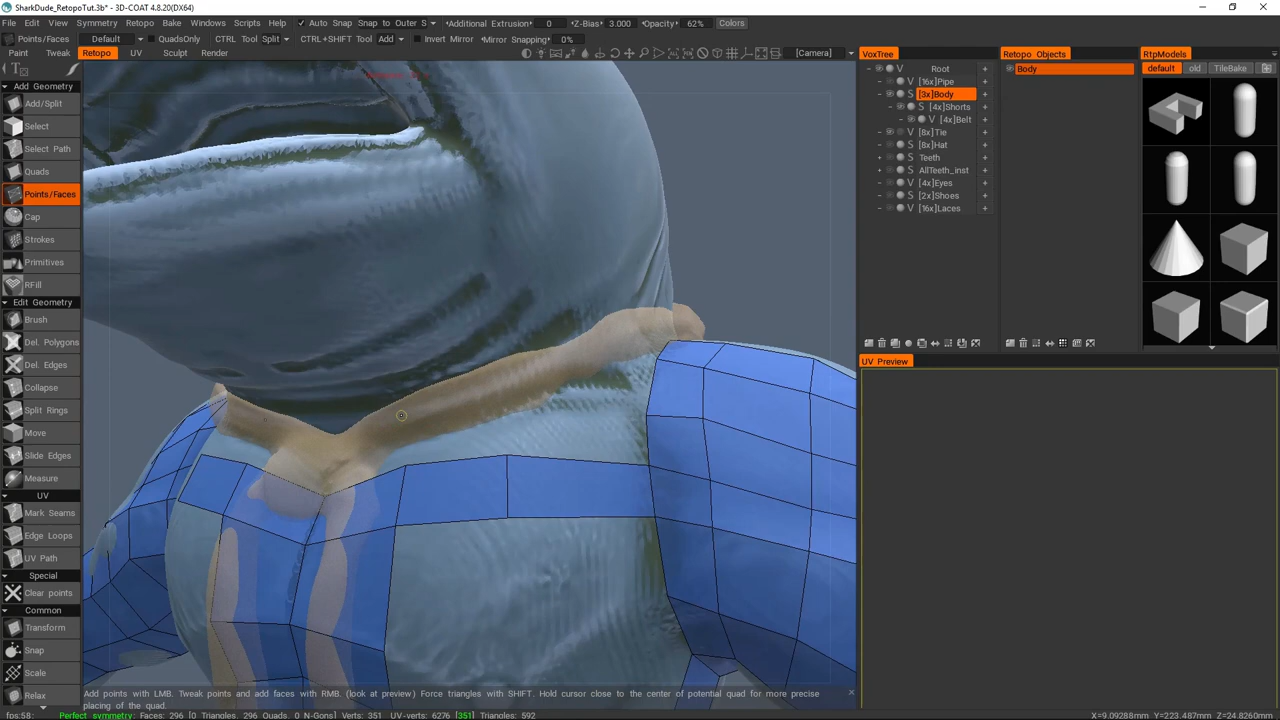 SharkDude_RetopoTut.3b* - 3D-COAT 4.8.20(DX64)
File Edit View Symmetry Retopo Bake Windows Scripts Help Auto Snap Snap to Outer S Additional Extrusion 0 Z-Bias 3.000 Opacity 62% Colors
Points/Faces Default QuadsOnly CTRL Tool Split CTRL+SHIFT Tool Add Invert Mirror Mirror Snapping 0%
Paint Tweak Retopo UV Sculpt Render [Camera] VoxTree Retopo Objects RtpModels
Root Body default old TileBake
Add Geometry [16x]Pipe
Add/Split [3x]Body
Select [4x]Shorts
Select Path [4x]Belt
Quads [8x]Tie
Points/Faces [8x]Hat
Cap Teeth
Strokes AllTeeth_inst
Primitives [4x]Eyes
RFill [2x]Shoes
Edit Geometry [16x]Laces
Brush
Del. Polygons
Del. Edges UV Preview
Collapse
Split Rings
Move
Slide Edges
Measure
UV
Mark Seams
Edge Loops
UV Path
Special
Clear points
Common
Transform
Snap
Scale
Relax
Add points with LMB. Tweak points and add faces with RMB. (look at preview) Force triangles with SHIFT. Hold cursor close to the center of potential quad for more precise
placing of the quad.
fps:58; Perfect symmetry: Faces: 296 [0 Triangles, 296 Quads, 0 N-Gons] Verts: 351 UV-verts: 6276 [351] Triangles: 592 X=9.09288mm Y=223.487mm Z=24.8260mm